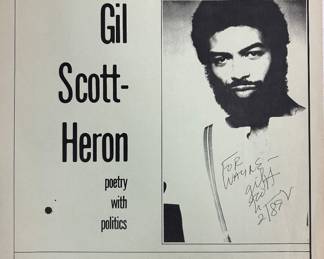 Gil
Scott-
Heron
poetry
with
politics
FOR
WAYNE -